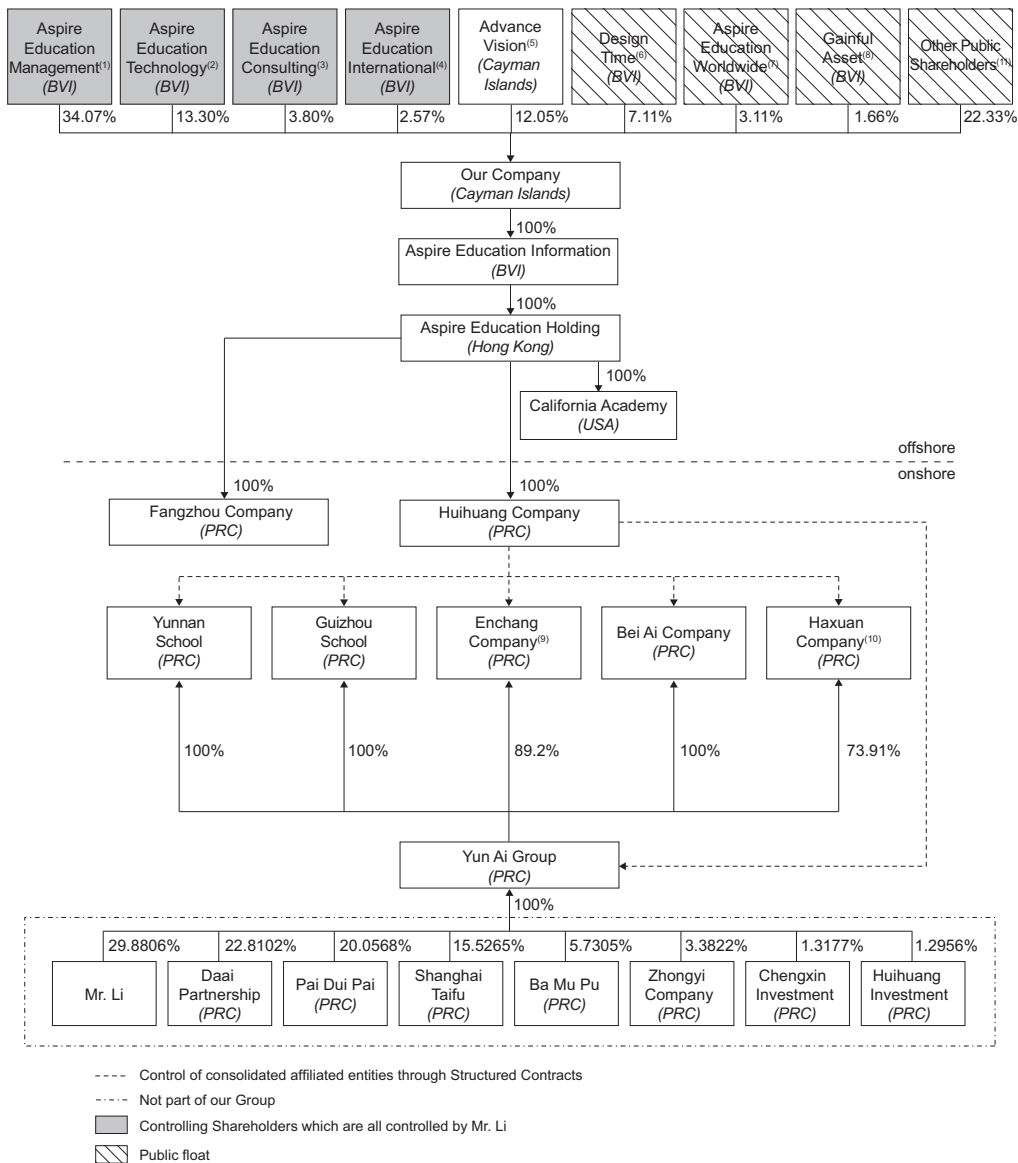 Aspire
Education
Management(1)
(BVI)
Aspire
Education
Technology(2)
(BVI)
Aspire
Education
Consulting(3)
(BVI)
Aspire
Education
International(4)
(BVI)
Advance
Vision(5)
(Cayman
Islands)
Design
Time(6)
(BVI)
Aspire
Education
Worldwide(7)
(BVI)
Gainful
Asset(8)
(BVI)
Other Public
Shareholders(11)
34.07%
13.30%
3.80%
2.57%
12.05%
7.11%
3.11%
1.66%
22.33%
Our Company
(Cayman Islands)
100%
Aspire Education Information
(BVI)
100%
Aspire Education Holding
(Hong Kong)
100%
California Academy
(USA)
offshore
onshore
100%
100%
Fangzhou Company
(PRC)
Huihuang Company
(PRC)
Yunnan
School
(PRC)
Guizhou
School
(PRC)
Enchang
Company(9)
(PRC)
Bei Ai Company
(PRC)
Haxuan
Company(10)
(PRC)
100%
100%
89.2%
100%
73.91%
Yun Ai Group
(PRC)
100%
29.8806%
22.8102%
20.0568%
15.5265%
5.7305%
3.3822%
1.3177%
1.2956%
Mr. Li
Daai
Partnership
(PRC)
Pai Dui Pai
(PRC)
Shanghai
Taifu
(PRC)
Ba Mu Pu
(PRC)
Zhongyi
Company
(PRC)
Chengxin
Investment
(PRC)
Huihuang
Investment
(PRC)
Control of consolidated affiliated entities through Structured Contracts
Not part of our Group
Controlling Shareholders which are all controlled by Mr. Li
Public float